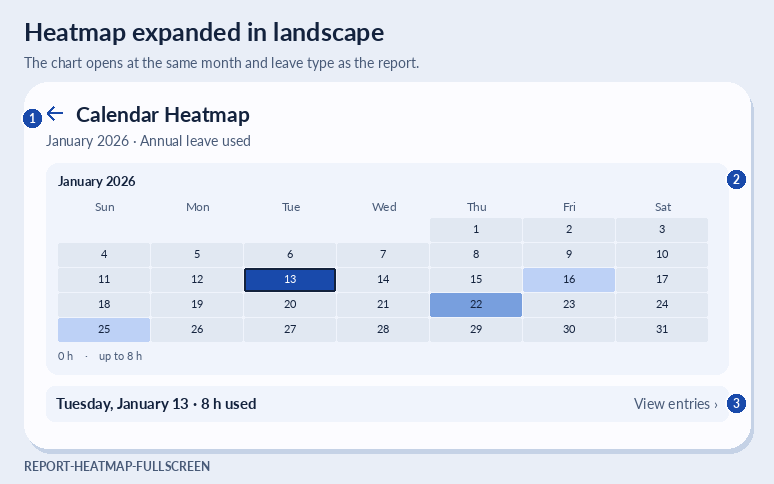 Heatmap expanded in landscape
The chart opens at the same month and leave type as the report.
1 ← Calendar Heatmap
January 2026 · Annual leave used
January 2026
2
Sun Mon Tue Wed Thu Fri Sat
1 2 3
4 5 6 7 8 9 10
11 12 13 14 15 16 17
18 19 20 21 22 23 24
25 26 27 28 29 30 31
0 h · up to 8 h
Tuesday, January 13 · 8 h used View entries › 3
REPORT-HEATMAP-FULLSCREEN